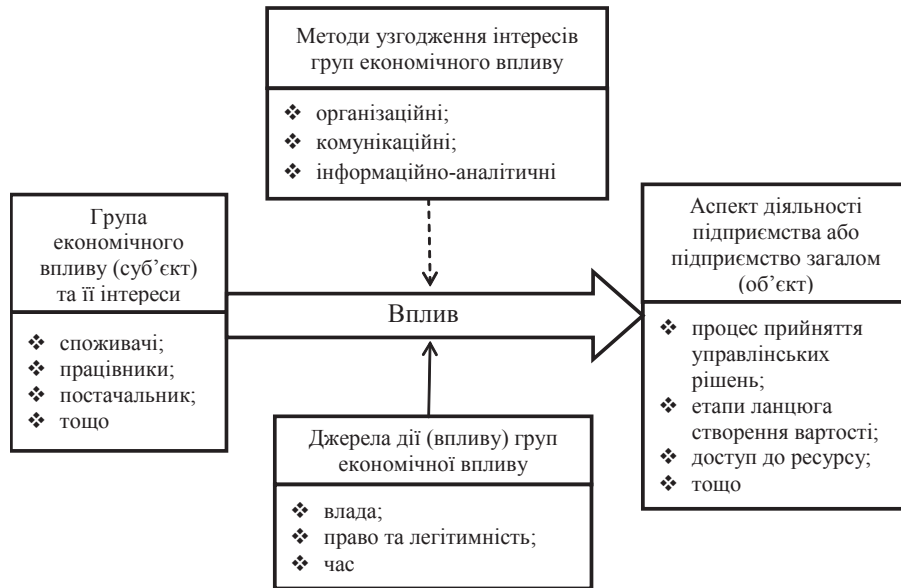 Методи узгодження інтересів
груп економічного впливу
❖ організаційні;
❖ комунікаційні;
❖ інформаційно-аналітичні
Група
економічного
впливу (суб’єкт)
та її інтереси
❖ споживачі;
❖ працівники;
❖ постачальник;
❖ тощо
Вплив
Аспект діяльності
підприємства або
підприємство загалом
(об’єкт)
❖ процес прийняття
управлінських
рішень;
❖ етапи ланцюга
створення вартості;
❖ доступ до ресурсу;
❖ тощо
Джерела дії (впливу) груп
економічної впливу
❖ влада;
❖ право та легітимність;
❖ час